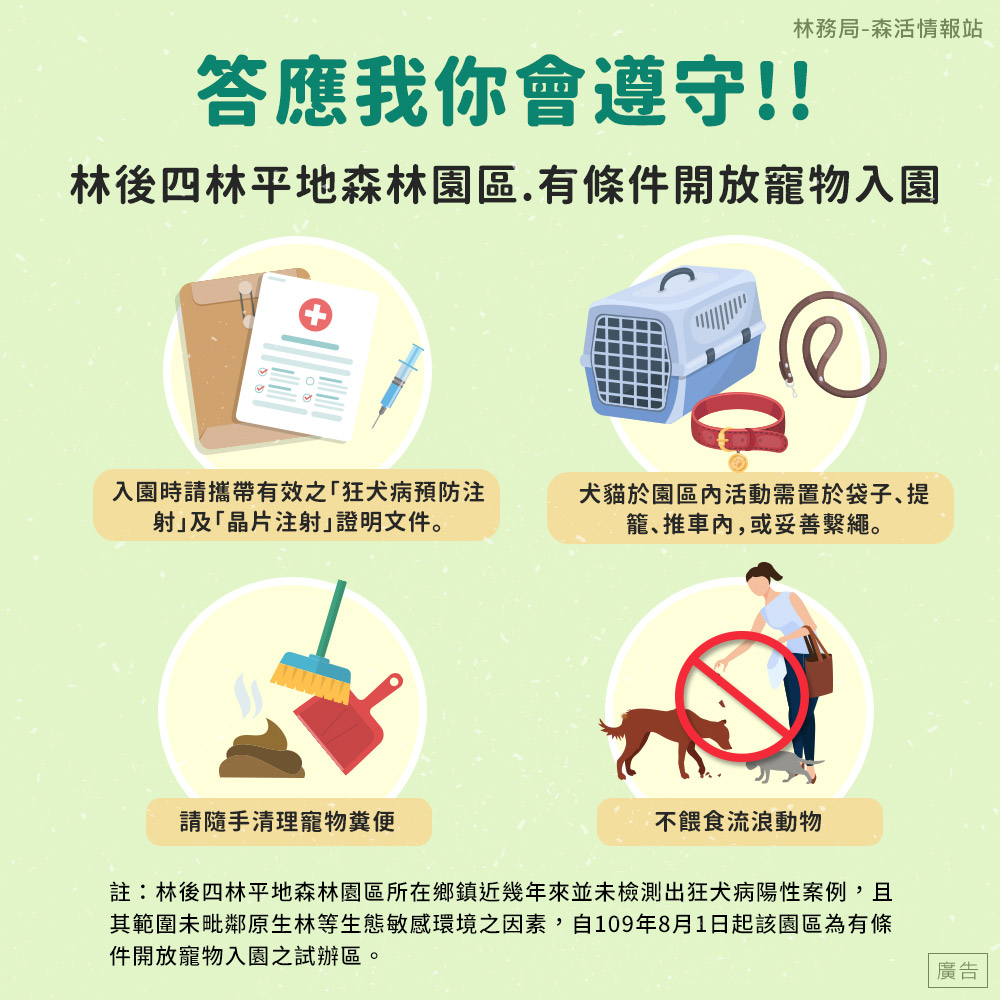 林務局-森活情報站
答應我你會遵守!!
林後四林平地森林園區.有條件開放寵物入園
入園時請攜帶有效之「狂犬病預防注
射」及「晶片注射」證明文件。
犬貓於園區內活動需置於袋子、提
籠、推車內,或妥善繫繩。
請隨手清理寵物糞便
不餵食流浪動物
註：林後四林平地森林園區所在鄉鎮近幾年來並未檢測出狂犬病陽性案例，且
其範圍未毗鄰原生林等生態敏感環境之因素，自109年8月1日起該園區為有條
件開放寵物入園之試辦區。
廣告